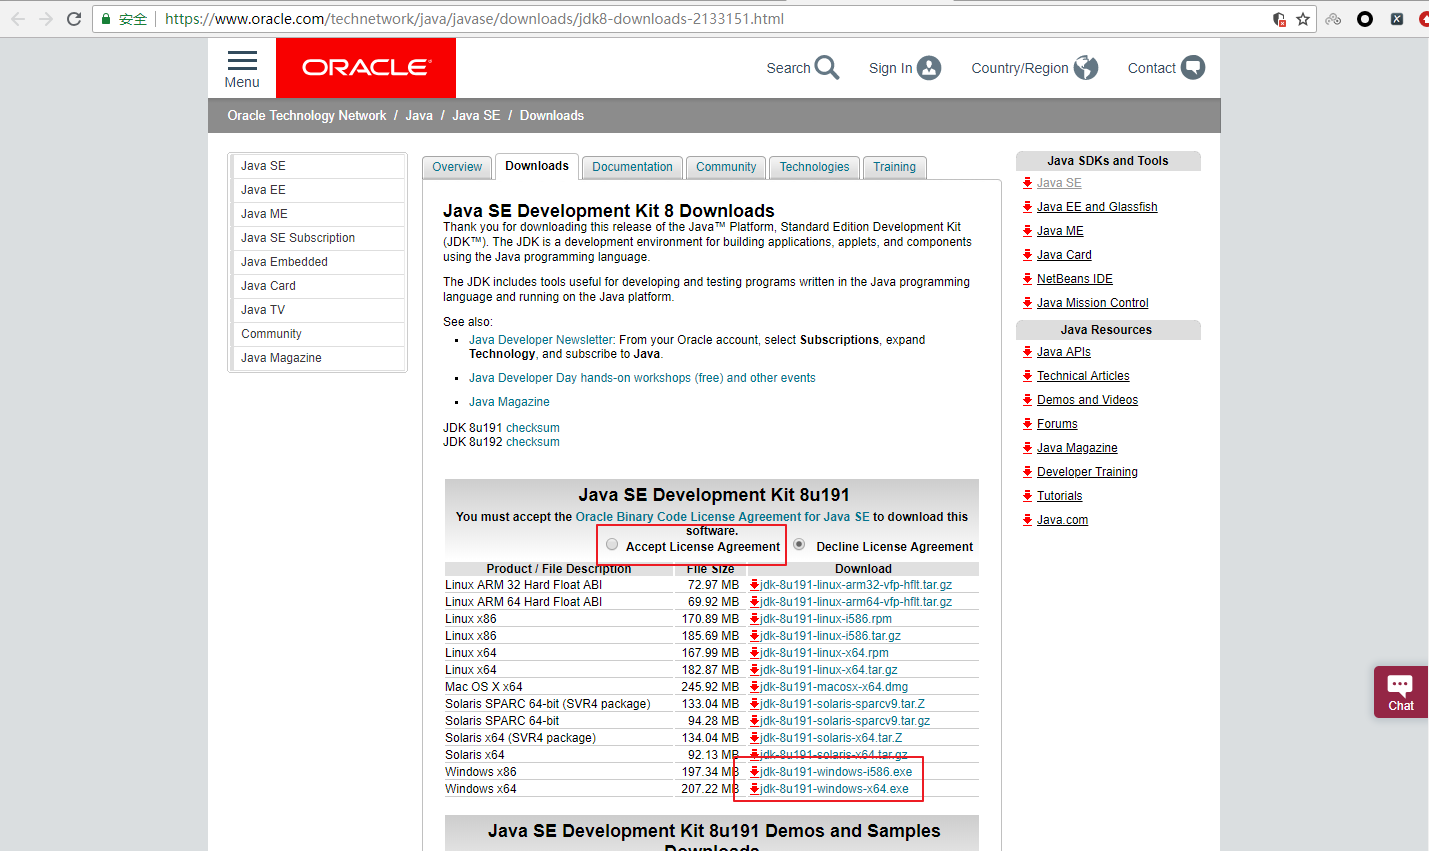 安全 https://www.oracle.com/technetwork/java/javase/downloads/jdk8-downloads-2133151.html
Menu
ORACLE
Search
Sign In
Country/Region
Contact
Oracle Technology Network / Java / Java SE / Downloads
Java SE
Java EE
Java ME
Java SE Subscription
Java Embedded
Java Card
Java TV
Community
Java Magazine
Overview
Downloads
Documentation
Community
Technologies
Training
Java SE Development Kit 8 Downloads
Thank you for downloading this release of the Java™ Platform, Standard Edition Development Kit
(JDK™). The JDK is a development environment for building applications, applets, and components
using the Java programming language.
The JDK includes tools useful for developing and testing programs written in the Java programming
language and running on the Java platform.
See also:
Java Developer Newsletter: From your Oracle account, select Subscriptions, expand
Technology, and subscribe to Java.
Java Developer Day hands-on workshops (free) and other events
Java Magazine
JDK 8u191 checksum
JDK 8u192 checksum
Java SE Development Kit 8u191
You must accept the Oracle Binary Code License Agreement for Java SE to download this
software.
Accept License Agreement Decline License Agreement
Product / File Description File Size Download
Linux ARM 32 Hard Float ABI 72.97 MB jdk-8u191-linux-arm32-vfp-hflt.tar.gz
Linux ARM 64 Hard Float ABI 69.92 MB jdk-8u191-linux-arm64-vfp-hflt.tar.gz
Linux x86 170.89 MB jdk-8u191-linux-i586.rpm
Linux x86 185.69 MB jdk-8u191-linux-i586.tar.gz
Linux x64 167.99 MB jdk-8u191-linux-x64.rpm
Linux x64 182.87 MB jdk-8u191-linux-x64.tar.gz
Mac OS X x64 245.92 MB jdk-8u191-macosx-x64.dmg
Solaris SPARC 64-bit (SVR4 package) 133.04 MB jdk-8u191-solaris-sparcv9.tar.Z
Solaris SPARC 64-bit 94.28 MB jdk-8u191-solaris-sparcv9.tar.gz
Solaris x64 (SVR4 package) 134.04 MB jdk-8u191-solaris-x64.tar.Z
Solaris x64 92.13 MB jdk-8u191-solaris-x64.tar.gz
Windows x86 197.34 MB jdk-8u191-windows-i586.exe
Windows x64 207.22 MB jdk-8u191-windows-x64.exe
Java SE Development Kit 8u191 Demos and Samples
Downloads
Java SDKs and Tools
Java SE
Java EE and Glassfish
Java ME
Java Card
NetBeans IDE
Java Mission Control
Java Resources
Java APIs
Technical Articles
Demos and Videos
Forums
Java Magazine
Developer Training
Tutorials
Java.com
Chat